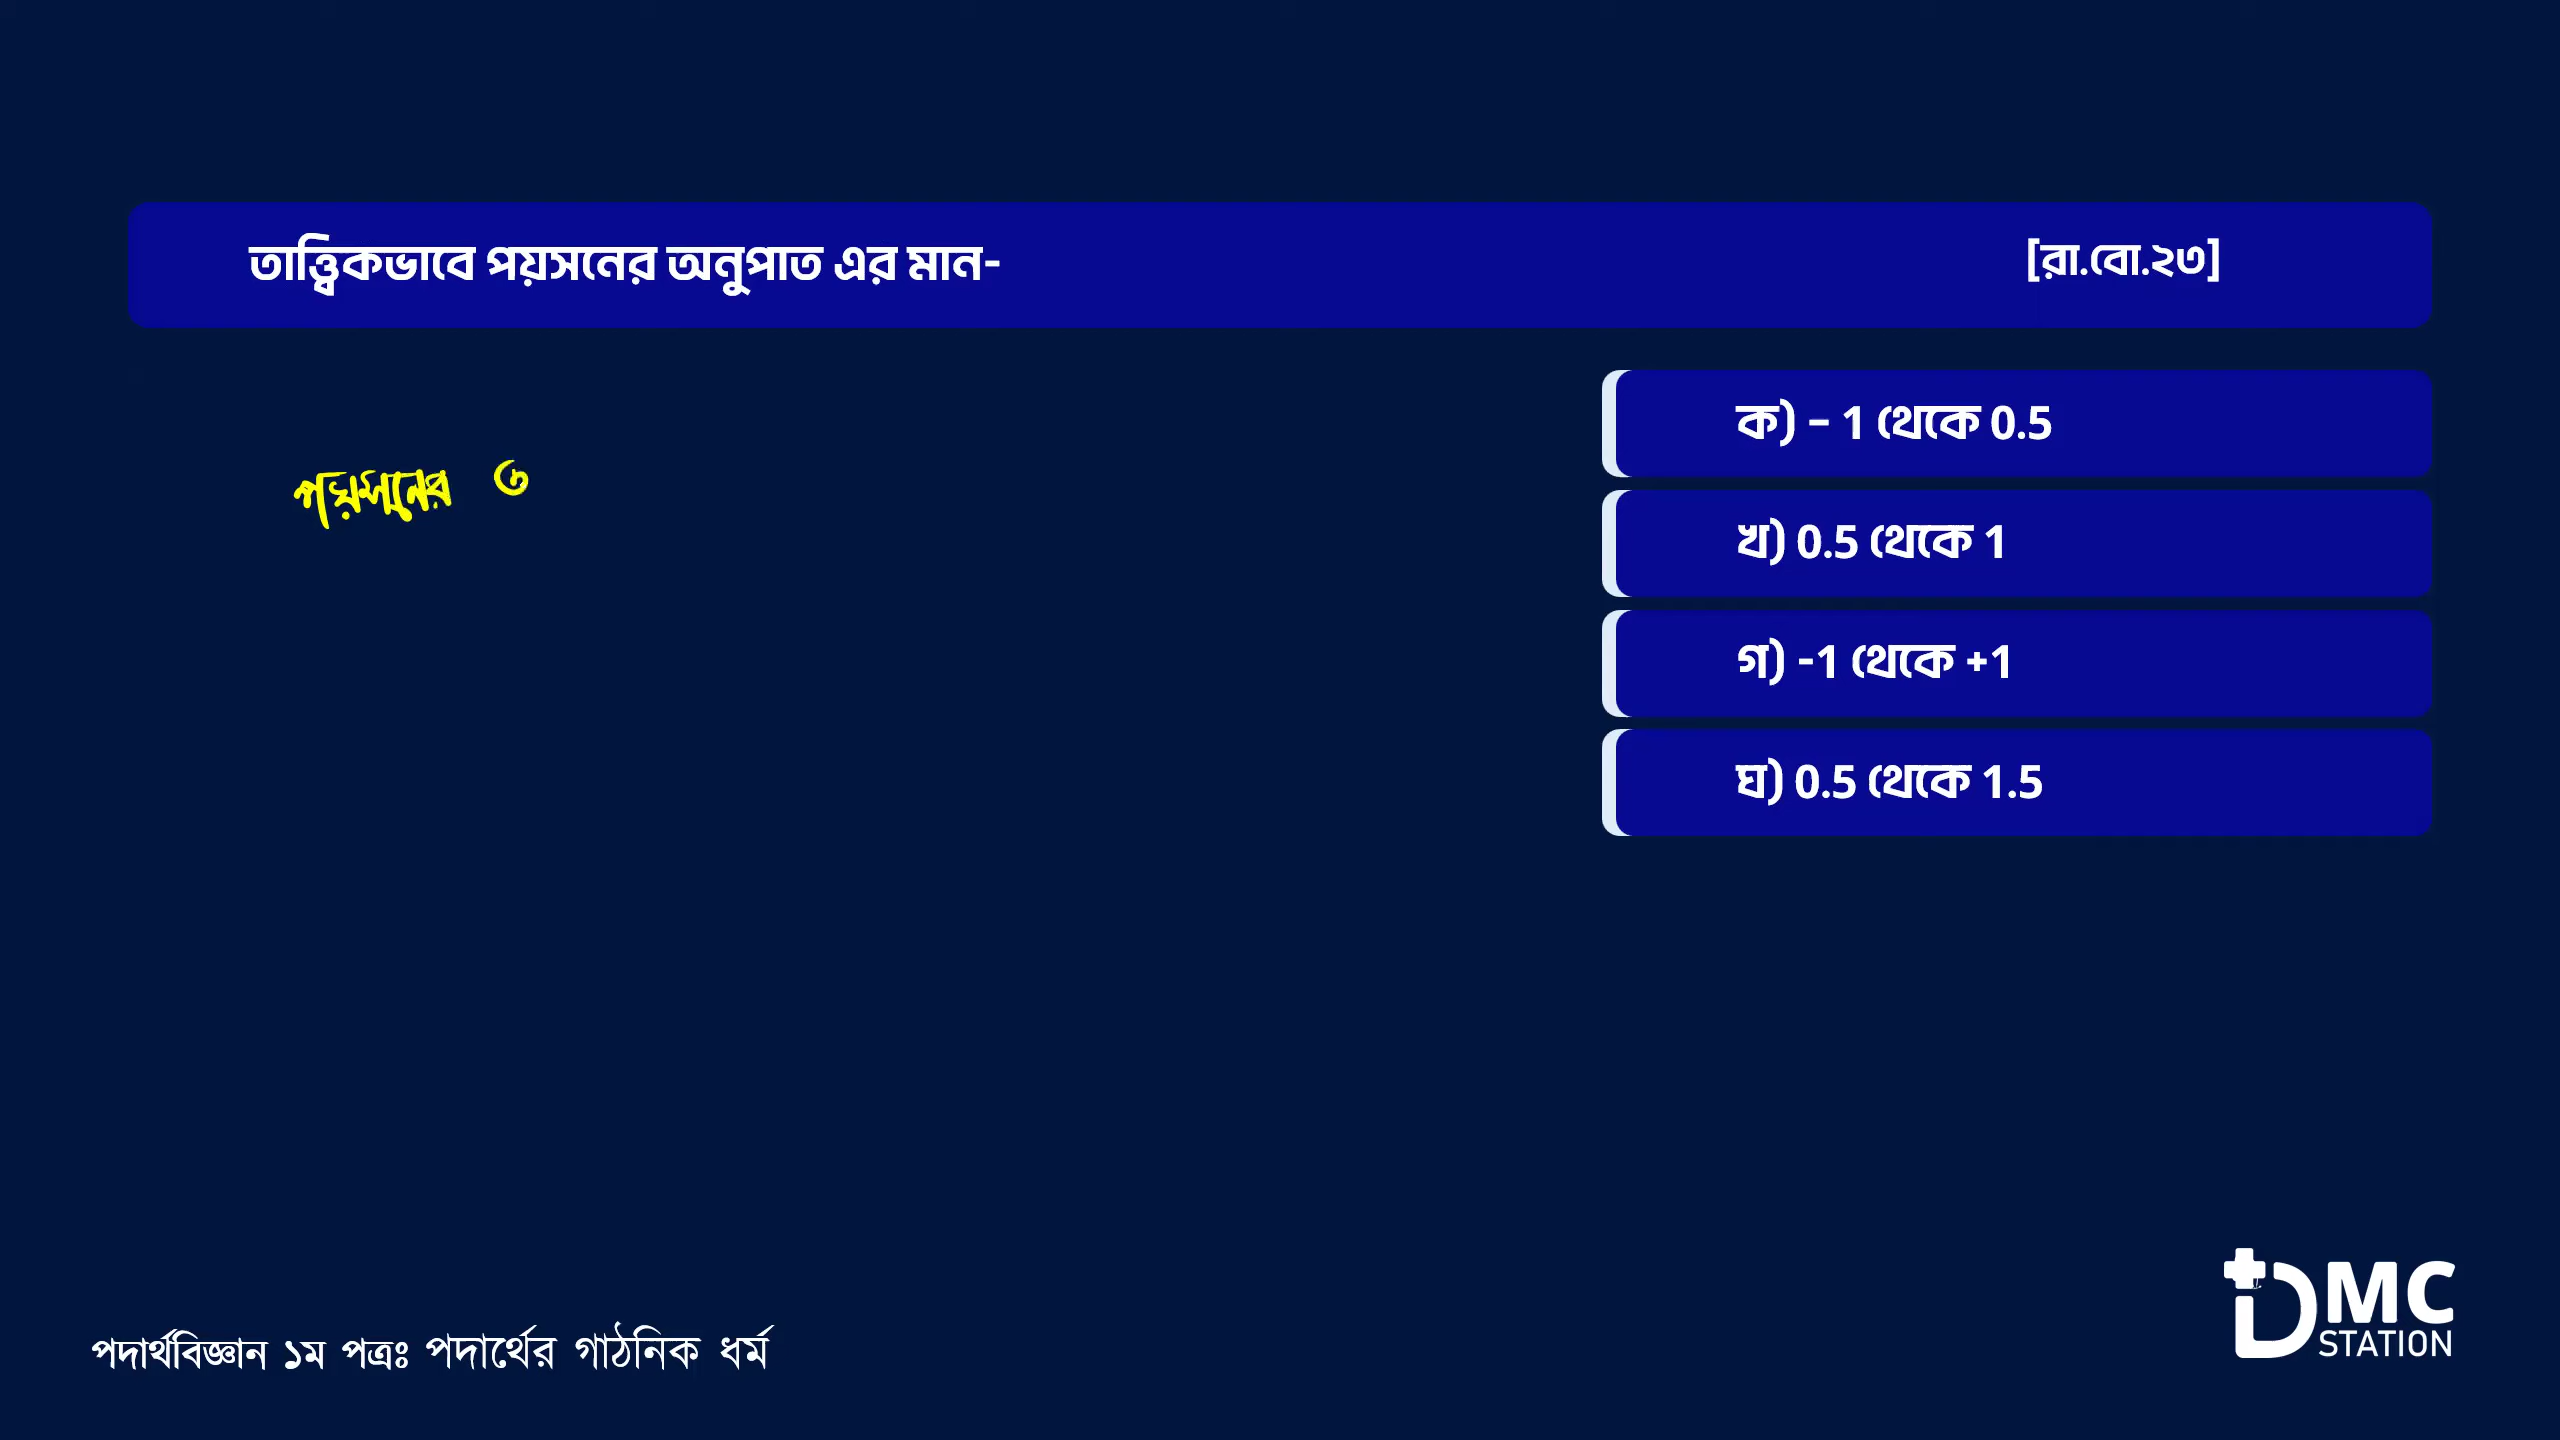 তাত্ত্বিকভাবে পয়সনের অনুপাত এর মান- [রা.বো.২৩]
ক) – 1 থেকে 0.5
খ) 0.5 থেকে 1
গ) -1 থেকে +1
ঘ) 0.5 থেকে 1.5
পয়সনের
পদার্থবিজ্ঞান ১ম পত্রঃ পদার্থের গাঠনিক ধর্ম
DMC
STATION